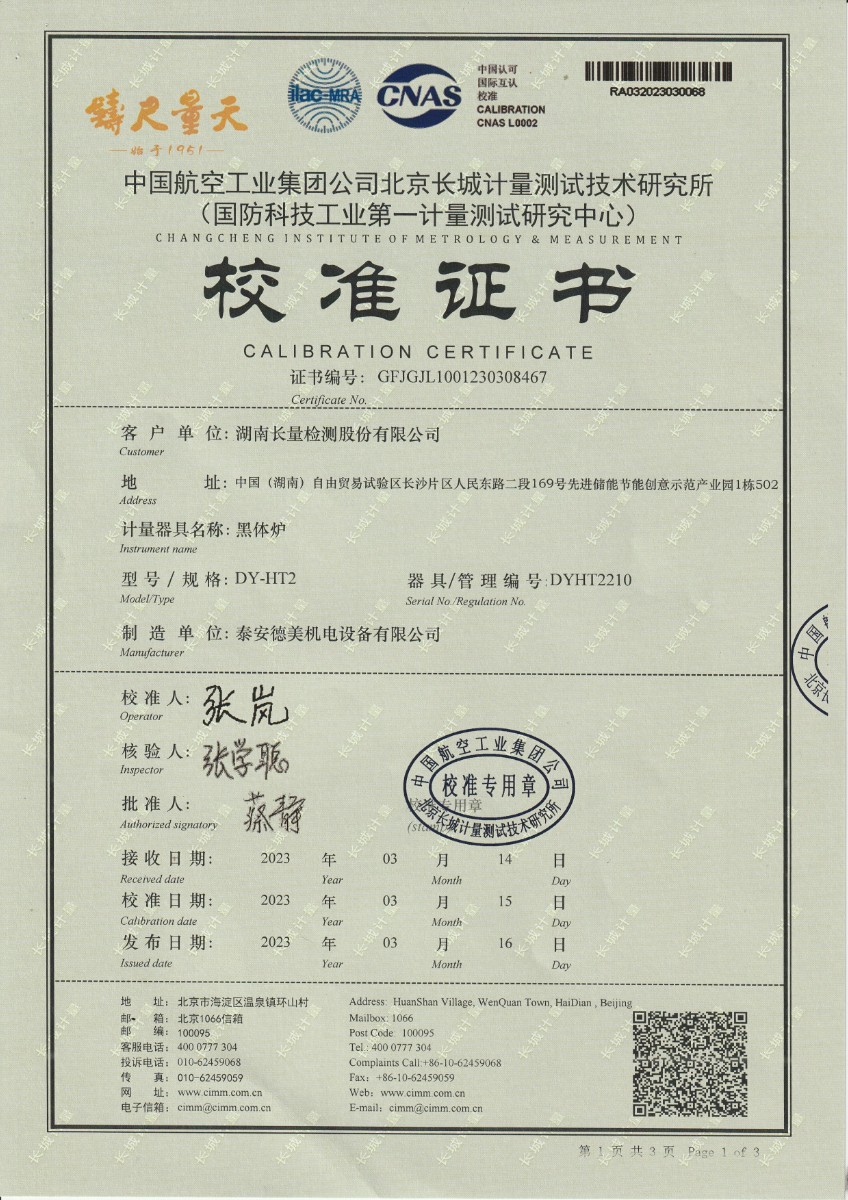 鑄尺量天
始于1951
ilac-MRA
CNAS
中国认可
国际互认
校准
CALIBRATION
CNAS L0002
RA032023030068
中国航空工业集团公司北京长城计量测试技术研究所
（国防科技工业第一计量测试研究中心）
CHANGCHENG INSTITUTE OF METROLOGY & MEASUREMENT
校准证书
CALIBRATION CERTIFICATE
证书编号： GFJGJL1001230308467
Certificate No.
客户单位: 湖南长量检测股份有限公司
Customer
地址: 中国（湖南）自由贸易试验区长沙片区人民东路二段169号先进储能节能创意示范产业园1栋502
Address
计量器具名称: 黑体炉
Instrument name
型号/规格: DY-HT2 器具/管理编号: DYHT2210
Model/Type Serial No./Regulation No.
制造单位: 泰安德美机电设备有限公司
Manufacturer
校准人: 张岚
Operator
核验人: 张学聪
Inspector
批准人: 蔡静
Authorized signatory
校准专用章
(stamp)
中国航空工业集团公司
校准专用章
北京长城计量测试技术研究所
接收日期: 2023 年 03 月 14 日
Received date Year Month Day
校准日期: 2023 年 03 月 15 日
Calibration date Year Month Day
发布日期: 2023 年 03 月 16 日
Issued date Year Month Day
地址: 北京市海淀区温泉镇环山村 Address: HuanShan Village, WenQuan Town, HaiDian , Beijing
邮箱: 北京1066信箱 Mailbox: 1066
邮编: 100095 Post Code: 100095
客服电话: 400 0777 304 Tel.: 400 0777 304
投诉电话: 010-62459068 Complaints Call:+86-10-62459068
传真: 010-62459059 Fax: +86-10-62459059
网址: www.cimm.com.cn Web: www.cimm.com.cn
电子信箱: cimm@cimm.com.cn E-mail: cimm@cimm.com.cn
第 1 页 共 3 页 Page 1 of 3
中国
北京
长城计量